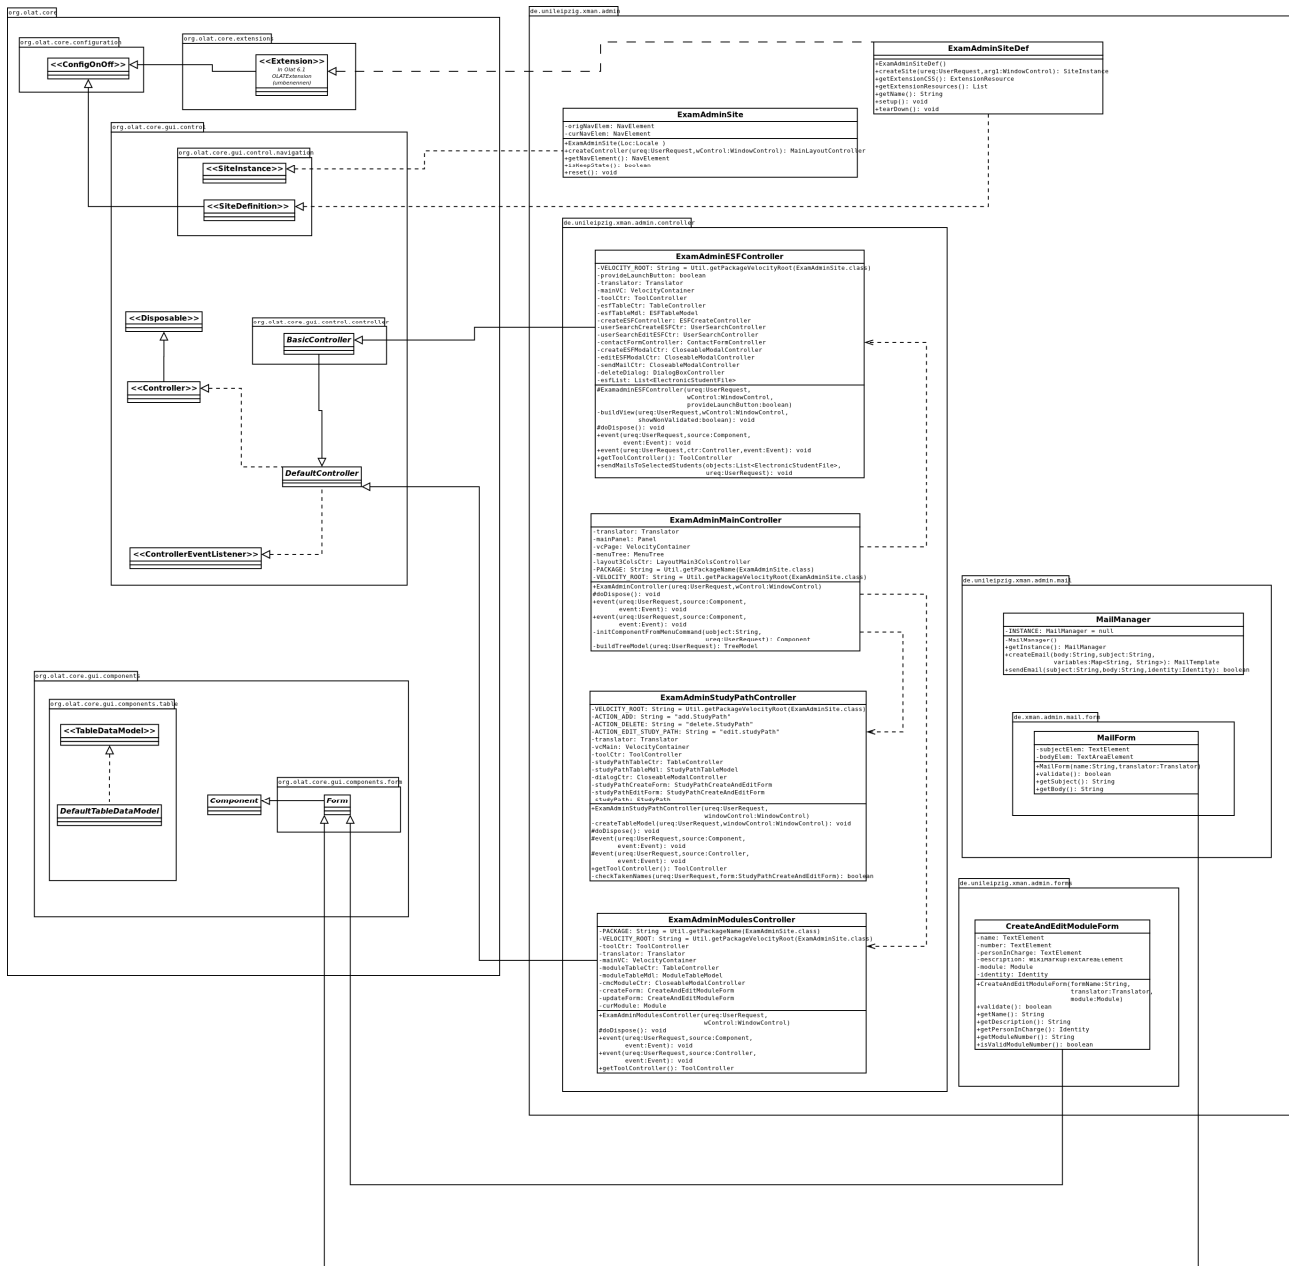 org.olat.core
org.olat.core.configuration
<<ConfigOnOff>>
org.olat.core.extensions
<<Extension>>
In Olat 6.1
OLATExtension
(umbenennen)
org.olat.core.gui.control
org.olat.core.gui.control.navigation
<<SiteInstance>>
<<SiteDefinition>>
<<Disposable>>
<<Controller>>
org.olat.core.gui.control.controller
BasicController
DefaultController
<<ControllerEventListener>>
org.olat.core.gui.components
org.olat.core.gui.components.table
<<TableDataModel>>
DefaultTableDataModel
org.olat.core.gui.components.form
Component
Form
de.unileipzig.xman.admin
ExamAdminSiteDef
+ExamAdminSiteDef()
+createSite(ureq:UserRequest,arg1:WindowControl): SiteInstance
+getExtensionCSS(): ExtensionResource
+getExtensionResources(): List
+getName(): String
+setup(): void
+tearDown(): void
ExamAdminSite
-origNavElem: NavElement
-curNavElem: NavElement
+ExamAdminSite(Loc:Locale )
+createController(ureq:UserRequest,wControl:WindowControl): MainLayoutController
+getNavElement(): NavElement
+isKeepState(): boolean
+reset(): void
de.unileipzig.xman.admin.controller
ExamAdminESFController
-VELOCITY_ROOT: String = Util.getPackageVelocityRoot(ExamAdminSite.class)
-provideLaunchButton: boolean
-translator: Translator
-mainVC: VelocityContainer
-toolCtr: ToolController
-esfTableCtr: TableController
-esfTableMdl: ESFTableModel
-createESFController: ESFCreateController
-userSearchCreateESFCtr: UserSearchController
-userSearchEditESFCtr: UserSearchController
-contactFormController: ContactFormController
-createESFModalCtr: CloseableModalController
-editESFModalCtr: CloseableModalController
-sendMailCtr: CloseableModalController
-deleteDialog: DialogBoxController
-esfList: List<ElectronicStudentFile>
#ExamadminESFController(ureq:UserRequest,
wControl:WindowControl,
provideLaunchButton:boolean)
-buildView(ureq:UserRequest,wControl:WindowControl,
showNonValidated:boolean): void
#doDispose(): void
+event(ureq:UserRequest,source:Component,
event:Event): void
+event(ureq:UserRequest,ctr:Controller,event:Event): void
+getToolController(): ToolController
+sendMailsToSelectedStudents(objects:List<ElectronicStudentFile>,
ureq:UserRequest): void
ExamAdminMainController
-translator: Translator
-mainPanel: Panel
-vcPage: VelocityContainer
-menuTree: MenuTree
-layout3ColsCtr: LayoutMain3ColsController
-PACKAGE: String = Util.getPackageName(ExamAdminSite.class)
-VELOCITY_ROOT: String = Util.getPackageVelocityRoot(ExamAdminSite.class)
+ExamAdminController(ureq:UserRequest,wControl:WindowControl)
#doDispose(): void
+event(ureq:UserRequest,source:Component,
event:Event): void
+event(ureq:UserRequest,source:Component,
event:Event): void
-initComponentFromMenuCommand(uobject:String,
ureq:UserRequest): Component
-buildTreeModel(ureq:UserRequest): TreeModel
ExamAdminStudyPathController
-VELOCITY_ROOT: String = Util.getPackageVelocityRoot(ExamAdminSite.class)
-ACTION_ADD: String = "add.StudyPath"
-ACTION_DELETE: String = "delete.StudyPath"
-ACTION_EDIT_STUDY_PATH: String = "edit.studyPath"
-translator: Translator
-vcMain: VelocityContainer
-toolCtr: ToolController
-studyPathTableCtr: TableController
-studyPathTableMdl: StudyPathTableModel
-dialogCtr: CloseableModalController
-studyPathCreateForm: StudyPathCreateAndEditForm
-studyPathEditForm: StudyPathCreateAndEditForm
-studyPath: StudyPath
+ExamAdminStudyPathController(ureq:UserRequest,
windowControl:WindowControl)
-createTableModel(ureq:UserRequest,windowControl:WindowControl): void
#doDispose(): void
#event(ureq:UserRequest,source:Component,
event:Event): void
#event(ureq:UserRequest,source:Controller,
event:Event): void
+getToolController(): ToolController
-checkTakenNames(ureq:UserRequest,form:StudyPathCreateAndEditForm): boolean
ExamAdminModulesController
-PACKAGE: String = Util.getPackageName(ExamAdminSite.class)
-VELOCITY_ROOT: String = Util.getPackageVelocityRoot(ExamAdminSite.class)
-toolCtr: ToolController
-translator: Translator
-mainVC: VelocityContainer
-moduleTableCtr: TableController
-moduleTableMdl: ModuleTableModel
-cmcModuleCtr: CloseableModalController
-createForm: CreateAndEditModuleForm
-updateForm: CreateAndEditModuleForm
-curModule: Module
+ExamAdminModulesController(ureq:UserRequest,
wControl:WindowControl)
#doDispose(): void
+event(ureq:UserRequest,source:Component,
event:Event): void
+event(ureq:UserRequest,source:Controller,
event:Event): void
+getToolController(): ToolController
de.unileipzig.xman.admin.mail
MailManager
-INSTANCE: MailManager = null
-MailManager()
+getInstance(): MailManager
+createEmail(body:String,subject:String,
variables:Map<String, String>): MailTemplate
+sendEmail(subject:String,body:String,identity:Identity): boolean
de.xman.admin.mail.form
MailForm
-subjectElem: TextElement
-bodyElem: TextAreaElement
+MailForm(name:String,translator:Translator)
+validate(): boolean
+getSubject(): String
+getBody(): String
de.unileipzig.xman.admin.forms
CreateAndEditModuleForm
-name: TextElement
-number: TextElement
-personInCharge: TextElement
-description: WikiMarkupTextAreaElement
-module: Module
-identity: Identity
+CreateAndEditModuleForm(formName:String,
translator:Translator,
module:Module)
+validate(): boolean
+getName(): String
+getDescription(): String
+getPersonInCharge(): Identity
+getModuleNumber(): String
+isValidModuleNumber(): boolean